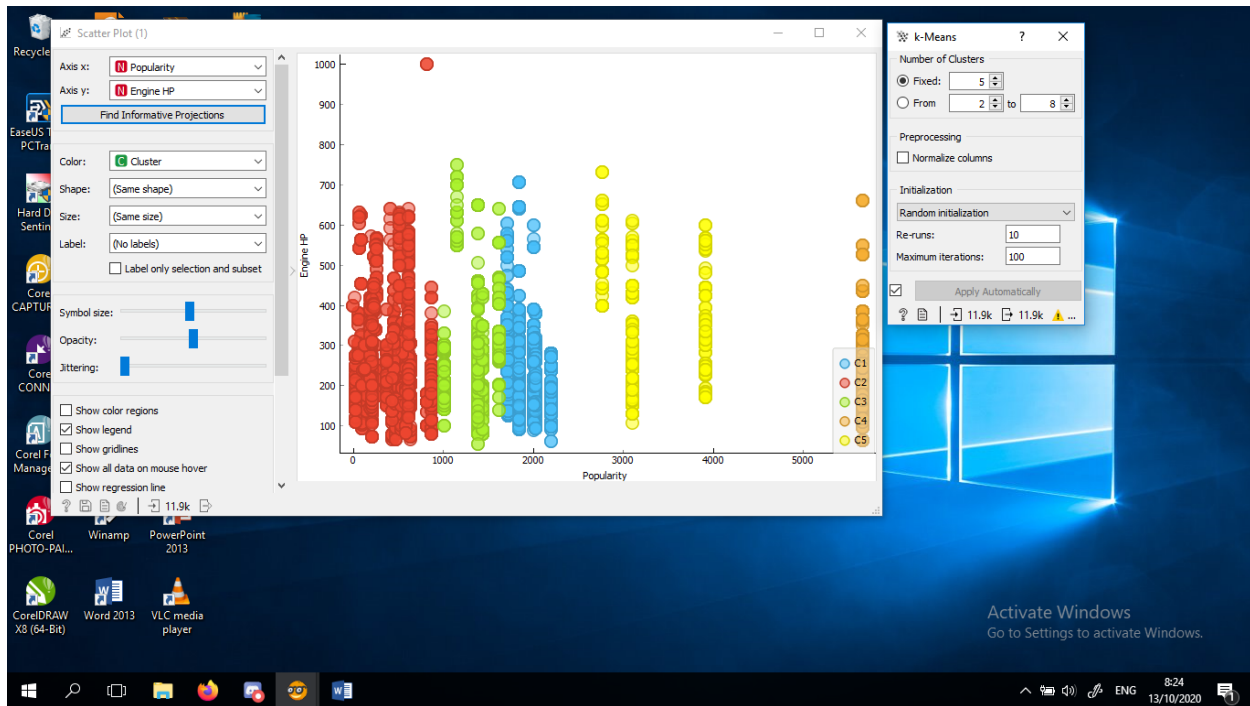 Recycle
EaseUS T
PCTra
Hard D
Sentin
Core
CAPTUR
Core
CONN
Corel F
Manage
Corel
PHOTO-PAI...
Winamp
PowerPoint
2013
CorelDRAW
X8 (64-Bit)
Word 2013
VLC media
player
Scatter Plot (1)
Axis x:
N Popularity
Axis y:
N Engine HP
Find Informative Projections
Color:
C Cluster
Shape:
(Same shape)
Size:
(Same size)
Label:
(No labels)
Label only selection and subset
Symbol size:
Opacity:
Jittering:
Show color regions
Show legend
Show gridlines
Show all data on mouse hover
Show regression line
? 11.9k
1000
900
800
700
600
500
400
300
200
100
Engine HP
0 1000 2000 3000 4000 5000
Popularity
C1
C2
C3
C4
C5
k-Means ?
Number of Clusters
Fixed: 5
From 2 to 8
Preprocessing
Normalize columns
Initialization
Random initialization
Re-runs: 10
Maximum iterations: 100
Apply Automatically
? 11.9k 11.9k ...
Activate Windows
Go to Settings to activate Windows.
ENG
8:24
13/10/2020
1